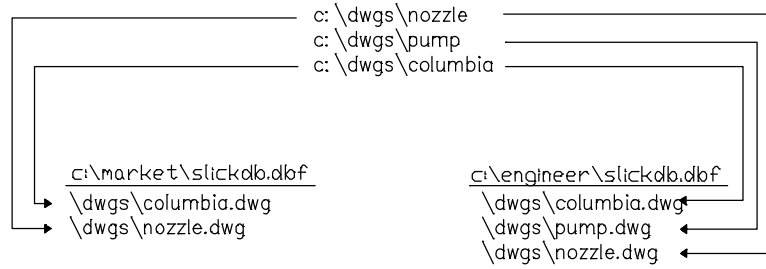 c: \dwgs\nozzle
c: \dwgs\pump
c: \dwgs\columbia
c:\market\slickdb.dbf
\dwgs\columbia.dwg
\dwgs\nozzle.dwg
c:\engineer\slickdb.dbf
\dwgs\columbia.dwg
\dwgs\pump.dwg
\dwgs\nozzle.dwg